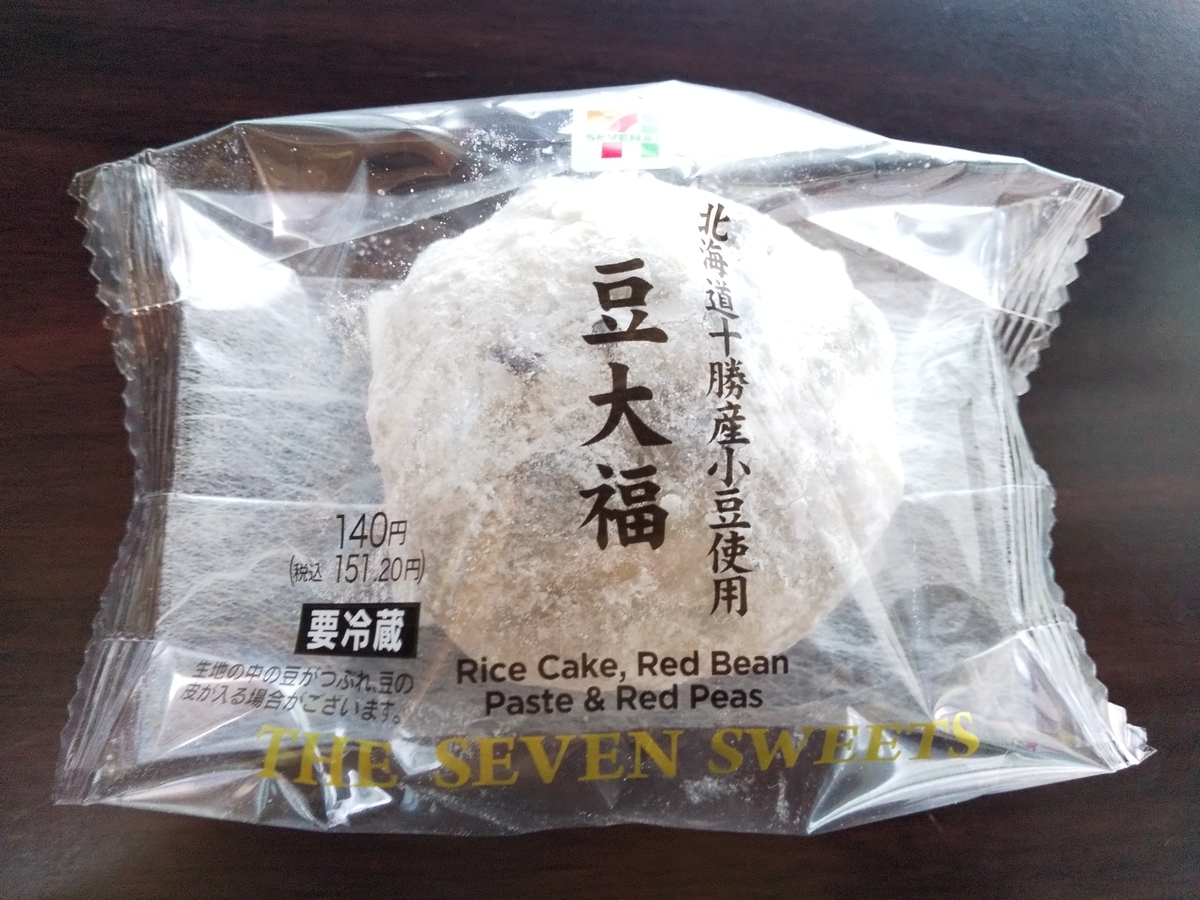 SEVEN
北海道十勝産小豆使用
豆大福
140円
(税込 151.20円)
要冷蔵
生地の中の豆がつぶれ、豆の
皮が入る場合がございます。
Rice Cake, Red Bean
Paste & Red Peas
THE SEVEN SWEETS